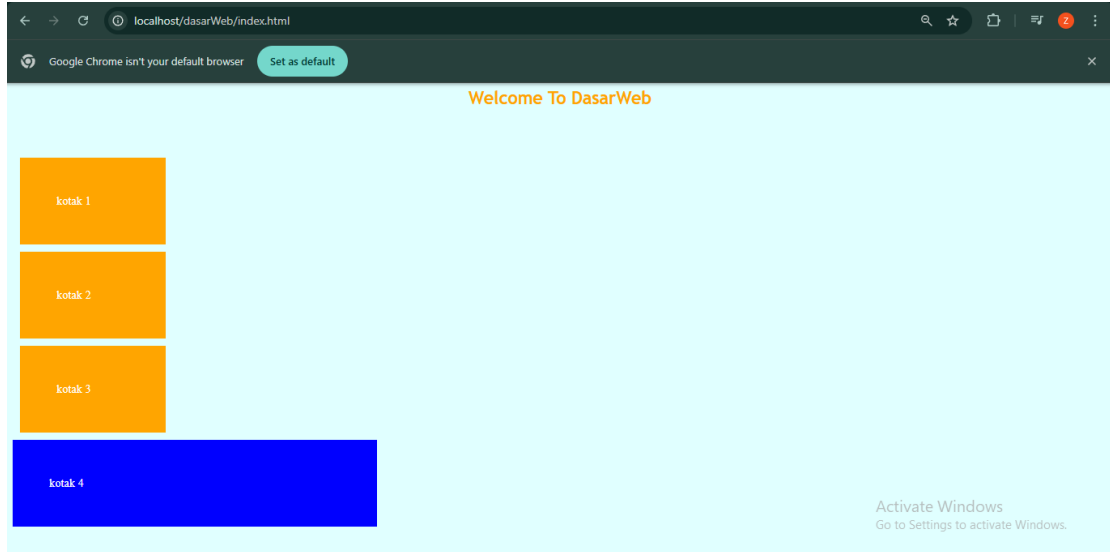 localhost/dasarWeb/index.html
Z
Google Chrome isn't your default browser
Set as default
Welcome To DasarWeb
kotak 1
kotak 2
kotak 3
kotak 4
Activate Windows
Go to Settings to activate Windows.